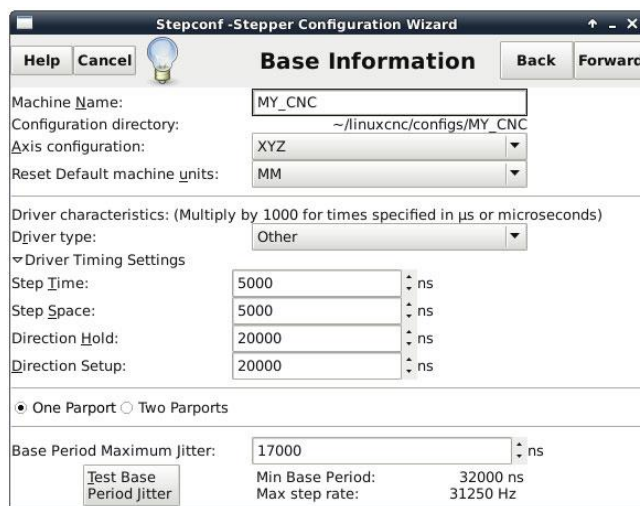 Stepconf -Stepper Configuration Wizard
Help Cancel Base Information Back Forward
Machine Name: MY_CNC
Configuration directory: ~/linuxcnc/configs/MY_CNC
Axis configuration: XYZ
Reset Default machine units: MM
Driver characteristics: (Multiply by 1000 for times specified in µs or microseconds)
Driver type: Other
Driver Timing Settings
Step Time: 5000 ns
Step Space: 5000 ns
Direction Hold: 20000 ns
Direction Setup: 20000 ns
One Parport Two Parports
Base Period Maximum Jitter: 17000 ns
Test Base Min Base Period: 32000 ns
Period Jitter Max step rate: 31250 Hz